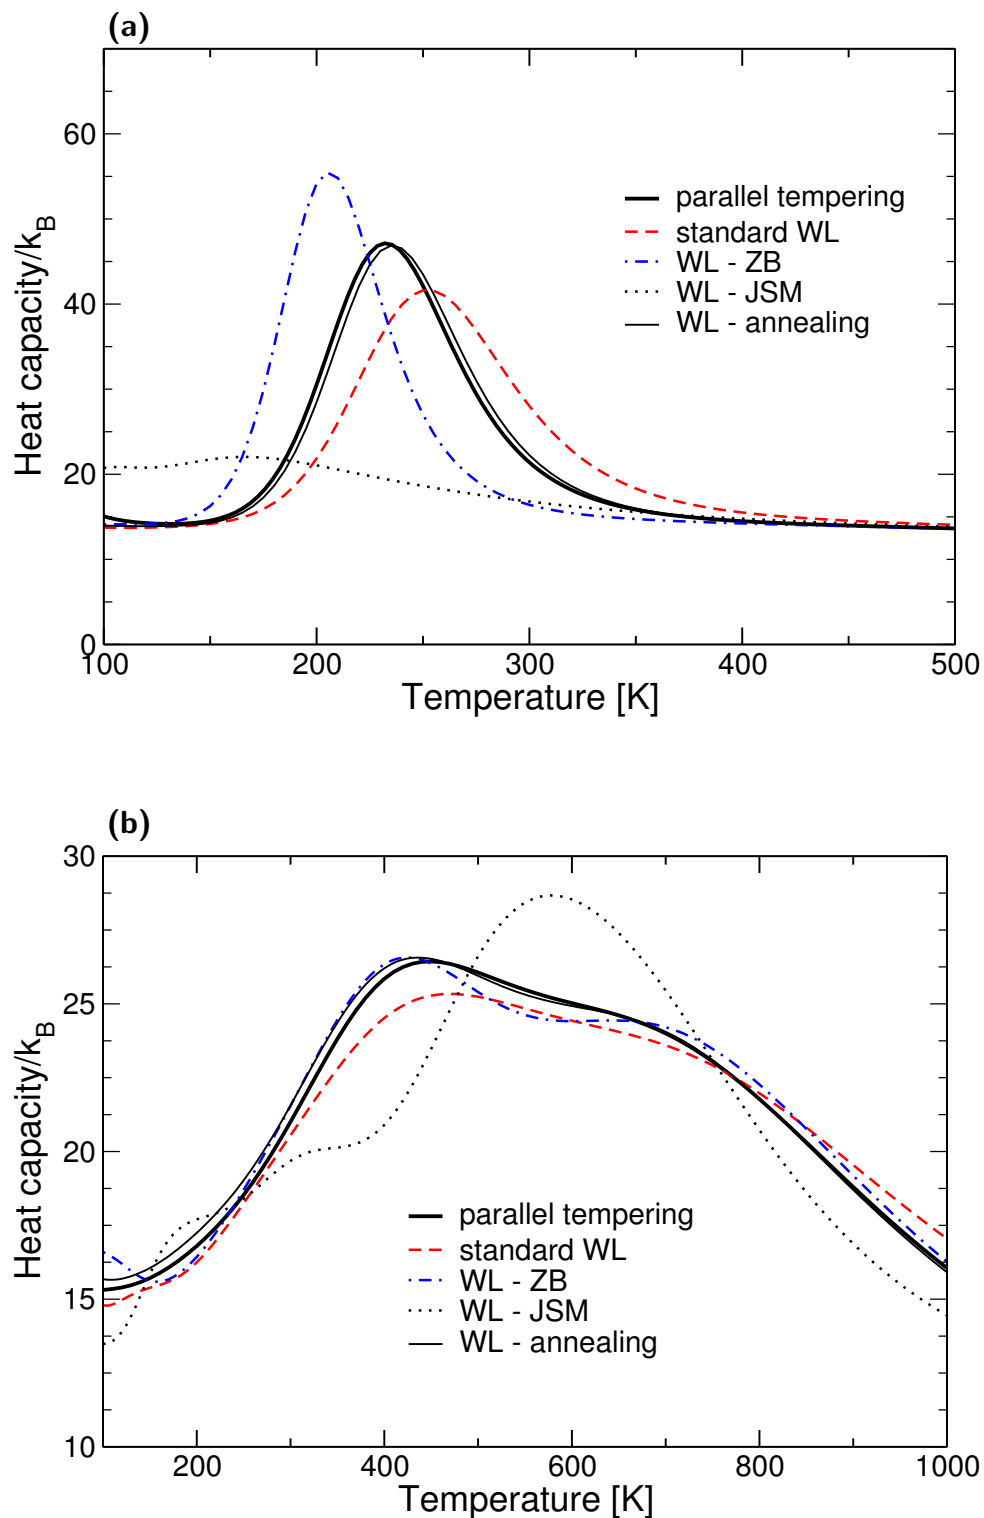 (a)
60
40
20
0
Heat capacity/k_B
parallel tempering
standard WL
WL - ZB
WL - JSM
WL - annealing
100 200 300 400 500
Temperature [K]
(b)
30
25
20
15
10
Heat capacity/k_B
parallel tempering
standard WL
WL - ZB
WL - JSM
WL - annealing
200 400 600 800 1000
Temperature [K]